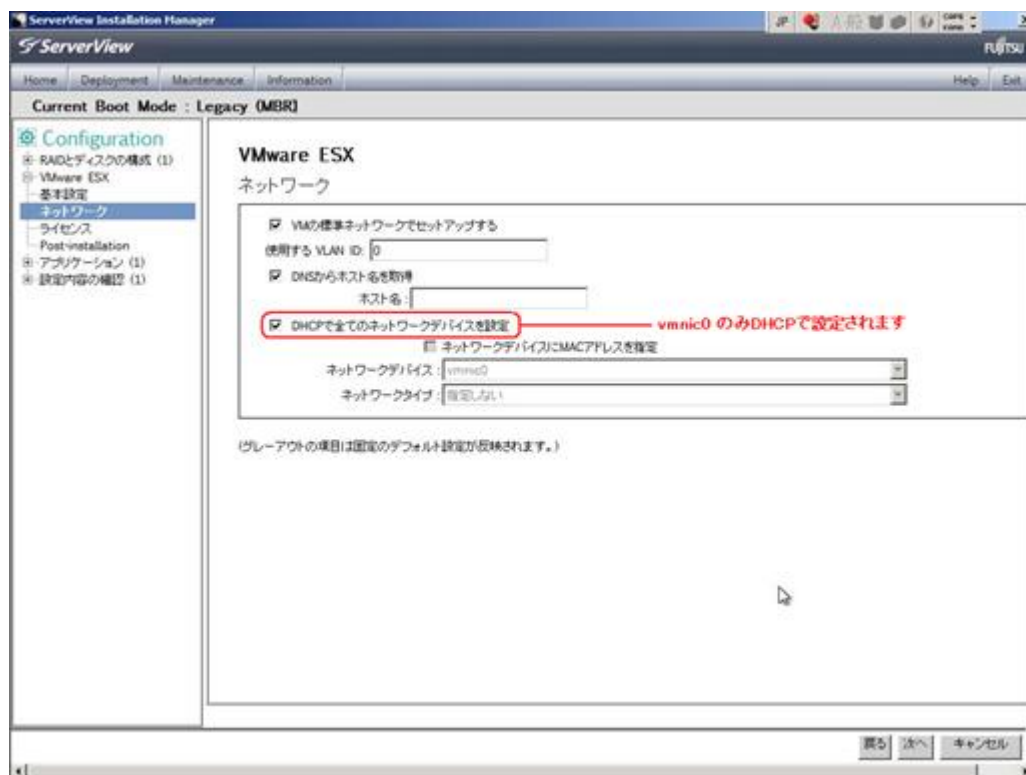 ServerView Installation Manager
JP
A 般
CAPS
KANA
ServerView
FUJITSU
Home Deployment Maintenance Information Help Exit
Current Boot Mode : Legacy (MBR)
Configuration
RAIDとディスクの構成 (1)
VMware ESX
基本設定
ネットワーク
ライセンス
Post-installation
アプリケーション (1)
設定内容の確認 (1)
VMware ESX
ネットワーク
VMの標準ネットワークでセットアップする
使用する VLAN ID: 0
DNSからホスト名を取得
ホスト名 :
DHCPで全てのネットワークデバイスを設定
vmnic0 のみDHCPで設定されます
ネットワークデバイスにMACアドレスを指定
ネットワークデバイス : vmnic0
ネットワークタイプ : 指定しない
(グレーアウトの項目は固定のデフォルト設定が反映されます。)
戻る 次へ キャンセル